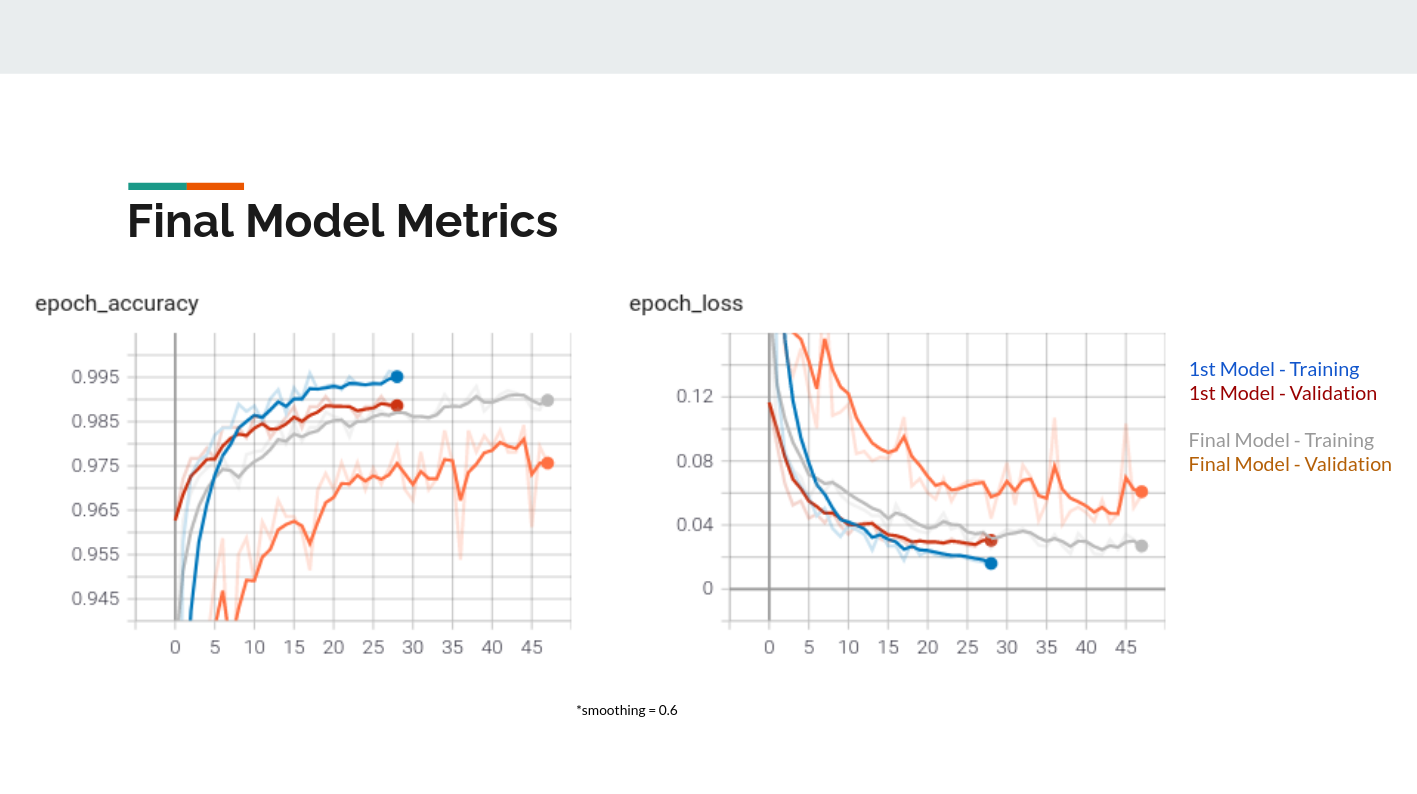 Final Model Metrics
epoch_accuracy
0.995
0.985
0.975
0.965
0.955
0.945
0 5 10 15 20 25 30 35 40 45
epoch_loss
0.12
0.08
0.04
0
0 5 10 15 20 25 30 35 40 45
1st Model - Training
1st Model - Validation
Final Model - Training
Final Model - Validation
*smoothing = 0.6